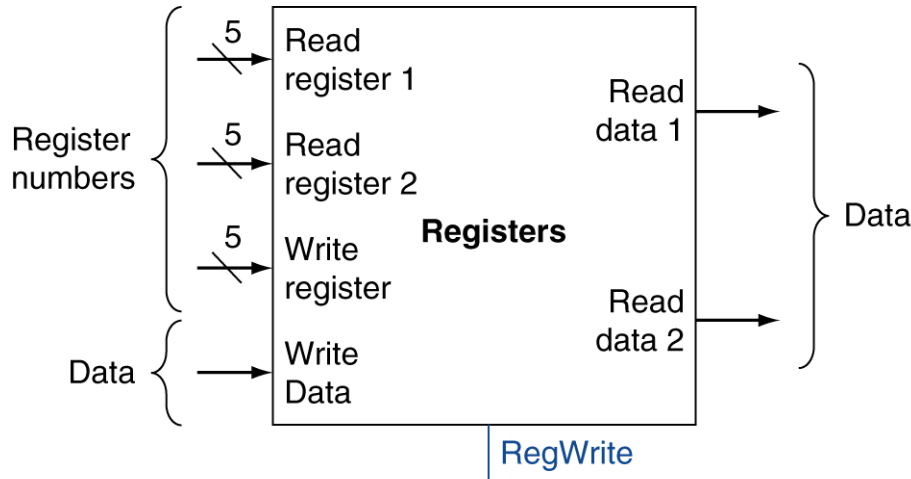 5
Read
register 1
5
Read
register 2
5
Write
register
Write
Data
Register
numbers
Data
Registers
Read
data 1
Read
data 2
Data
RegWrite